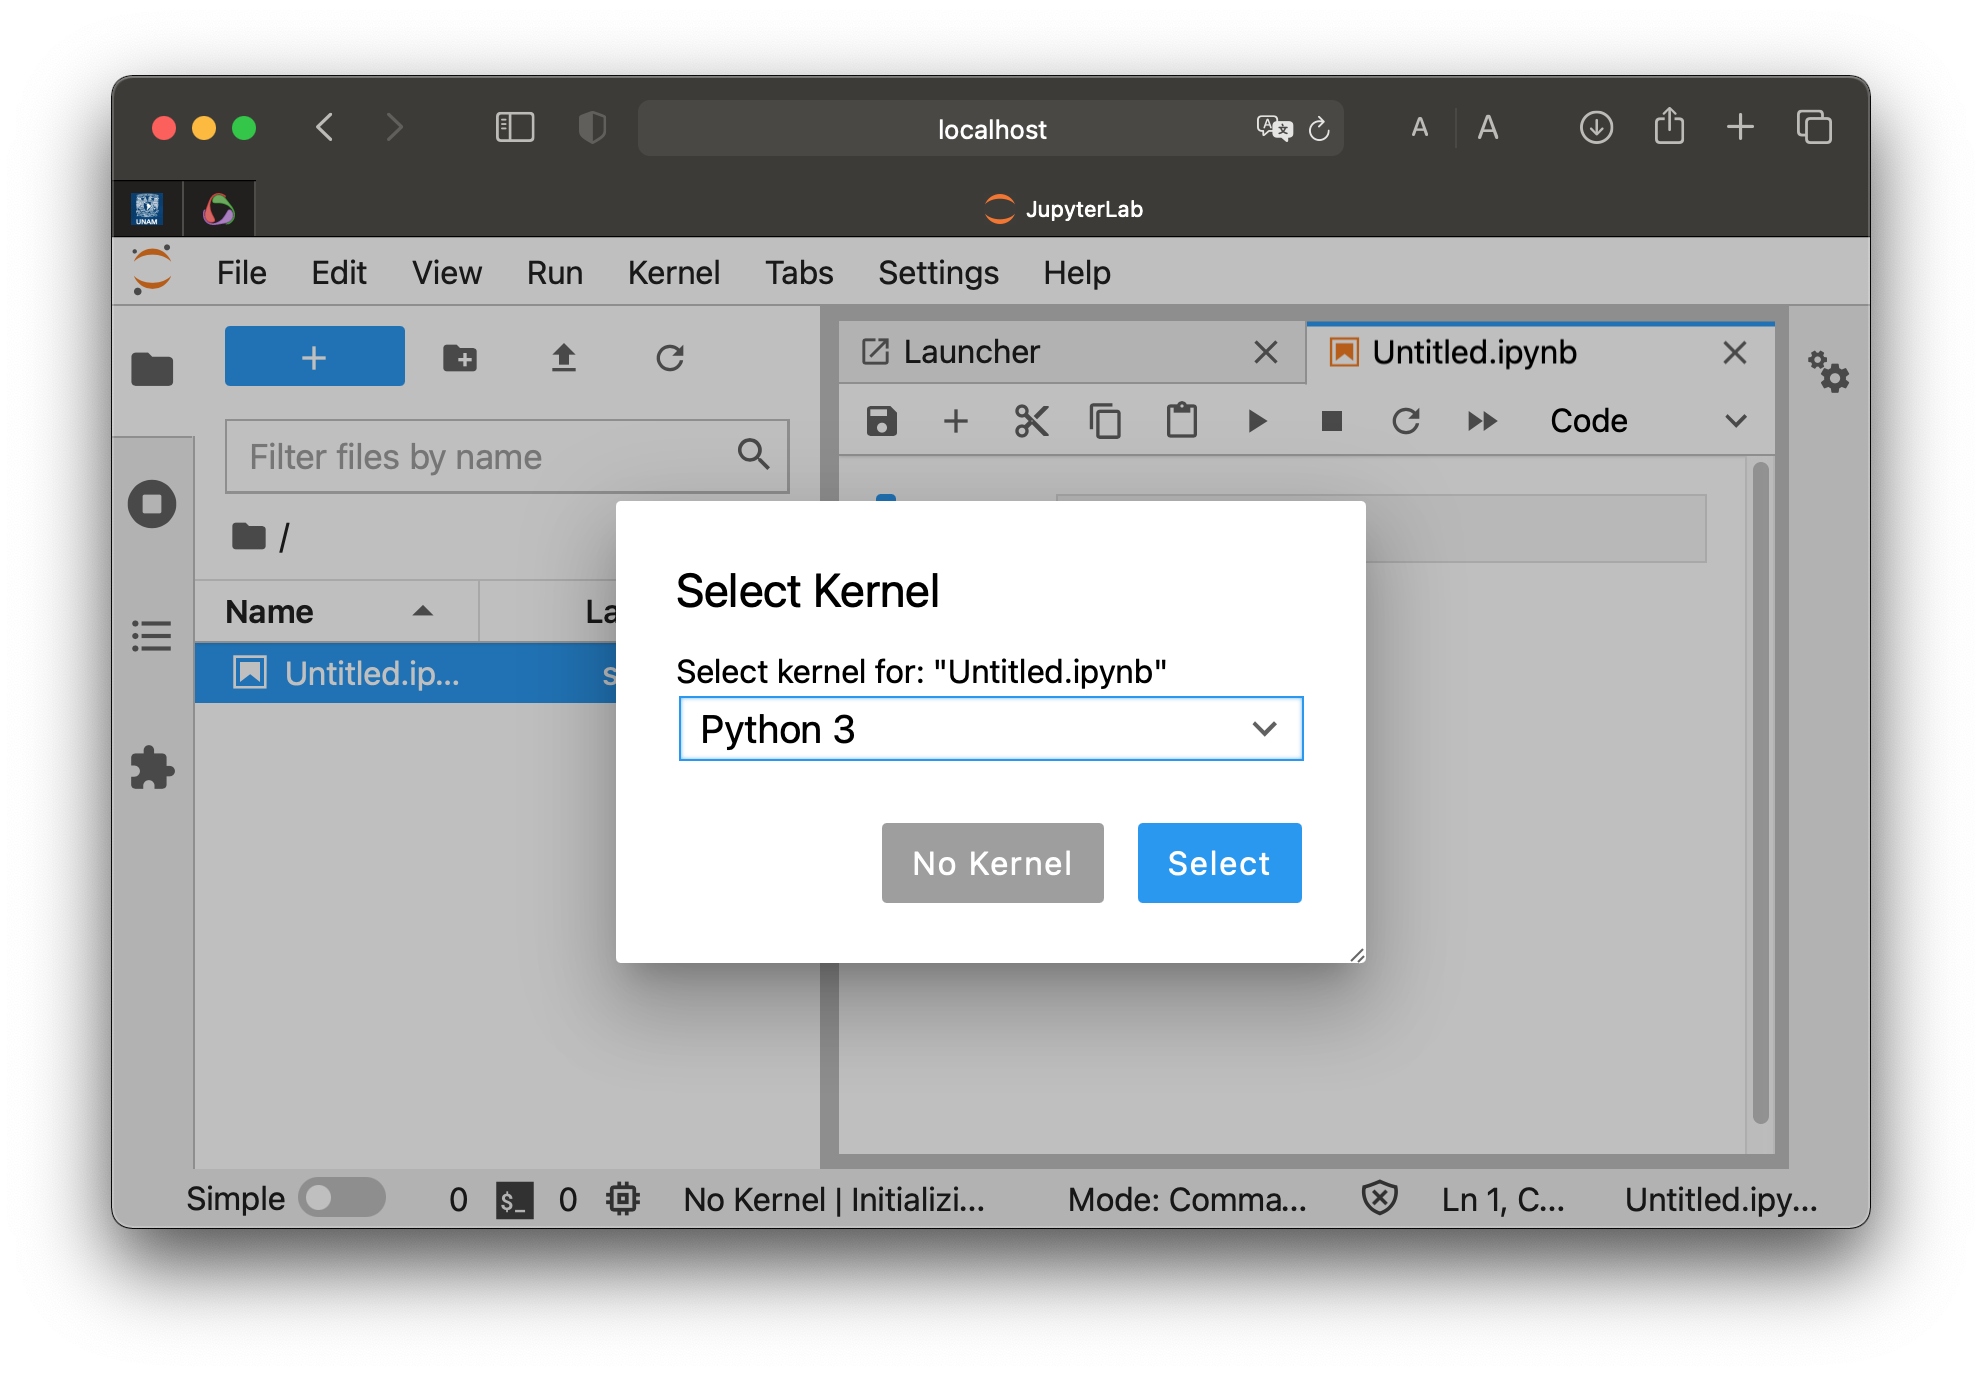 localhost
A A
UNAM
JupyterLab
File Edit View Run Kernel Tabs Settings Help
Launcher
Untitled.ipynb
Code
Filter files by name
/
Name La
Untitled.ip... s
Select Kernel
Select kernel for: "Untitled.ipynb"
Python 3
No Kernel Select
Simple 0 $_ 0 No Kernel | Initializi... Mode: Comma... Ln 1, C... Untitled.ipy...